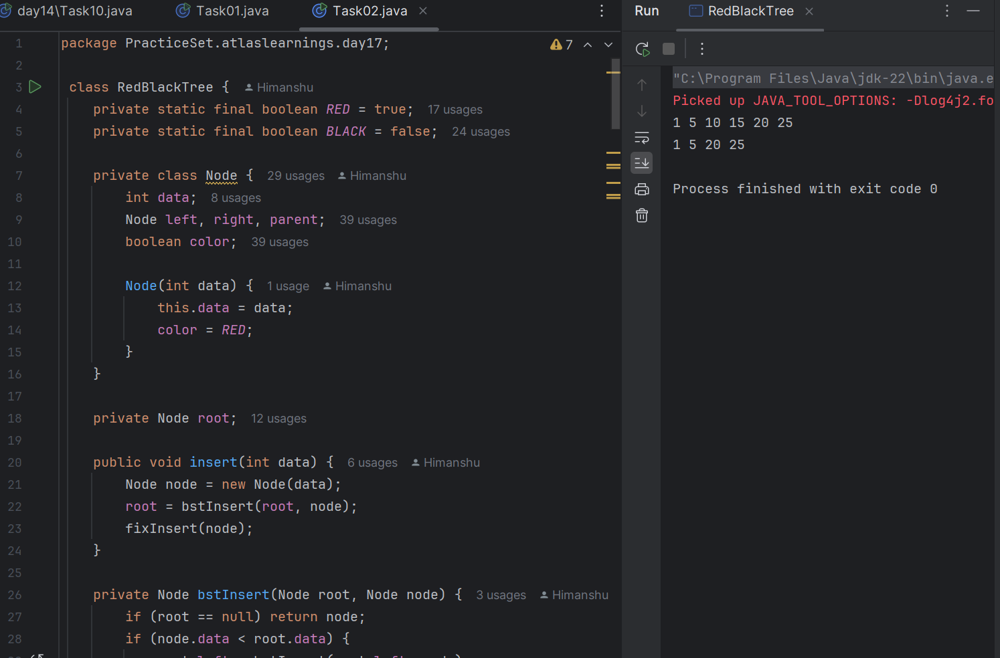 day14\Task10.java Task01.java Task02.java
1 package PracticeSet.atlaslearnings.day17; 7
2
3 class RedBlackTree { Himanshu
4 private static final boolean RED = true; 17 usages
5 private static final boolean BLACK = false; 24 usages
6
7 private class Node { 29 usages Himanshu
8 int data; 8 usages
9 Node left, right, parent; 39 usages
10 boolean color; 39 usages
11
12 Node(int data) { 1 usage Himanshu
13 this.data = data;
14 color = RED;
15 }
16 }
17
18 private Node root; 12 usages
19
20 public void insert(int data) { 6 usages Himanshu
21 Node node = new Node(data);
22 root = bstInsert(root, node);
23 fixInsert(node);
24 }
25
26 private Node bstInsert(Node root, Node node) { 3 usages Himanshu
27 if (root == null) return node;
28 if (node.data < root.data) {
Run RedBlackTree
"C:\Program Files\Java\jdk-22\bin\java.e
Picked up JAVA_TOOL_OPTIONS: -Dlog4j2.fo
1 5 10 15 20 25
1 5 20 25
Process finished with exit code 0